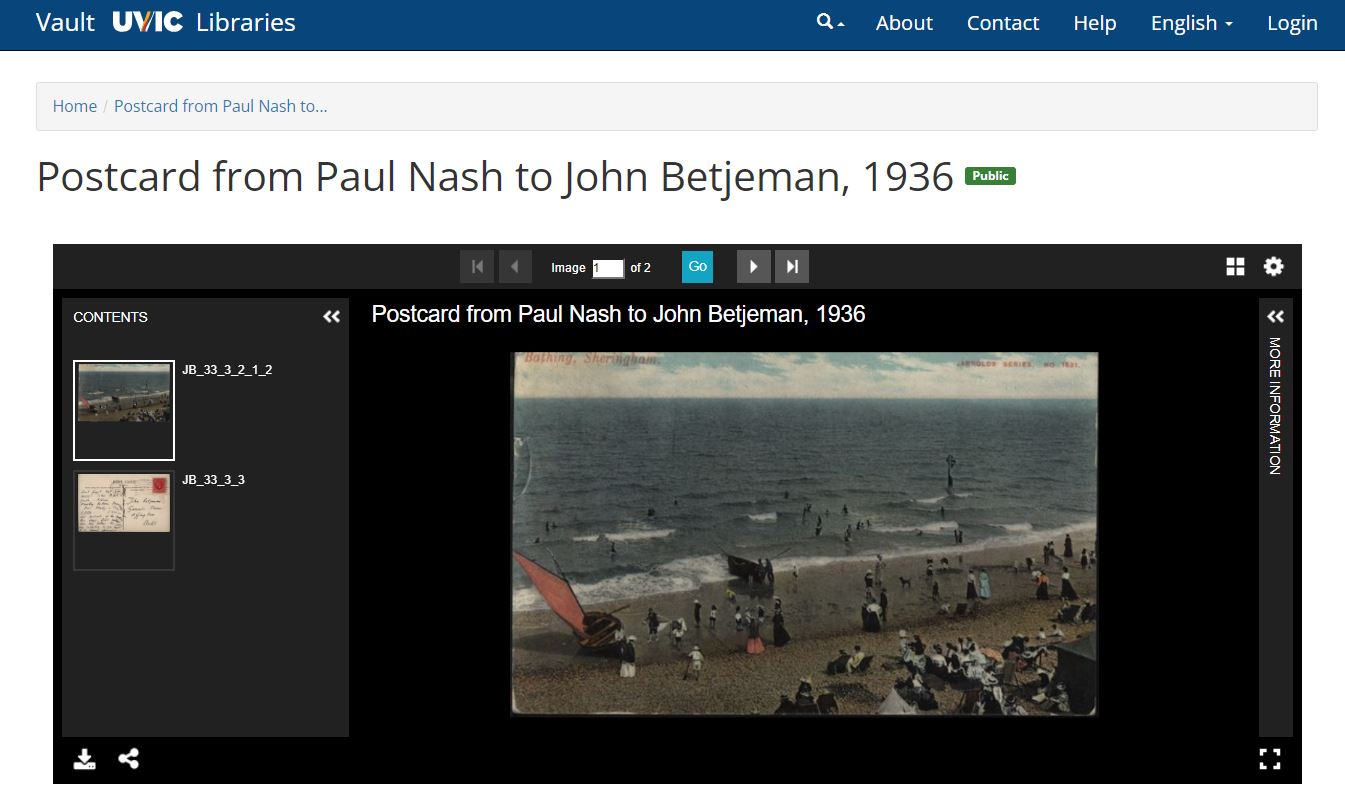 Vault UVIC Libraries
About Contact Help English Login
Home / Postcard from Paul Nash to...
Postcard from Paul Nash to John Betjeman, 1936 Public
Image 1 of 2 Go
CONTENTS
JB_33_3_2_1_2
JB_33_3_3
Postcard from Paul Nash to John Betjeman, 1936
Bathing, Sheringham.
ARNOLDS SERIES. NO 1521.
MORE INFORMATION